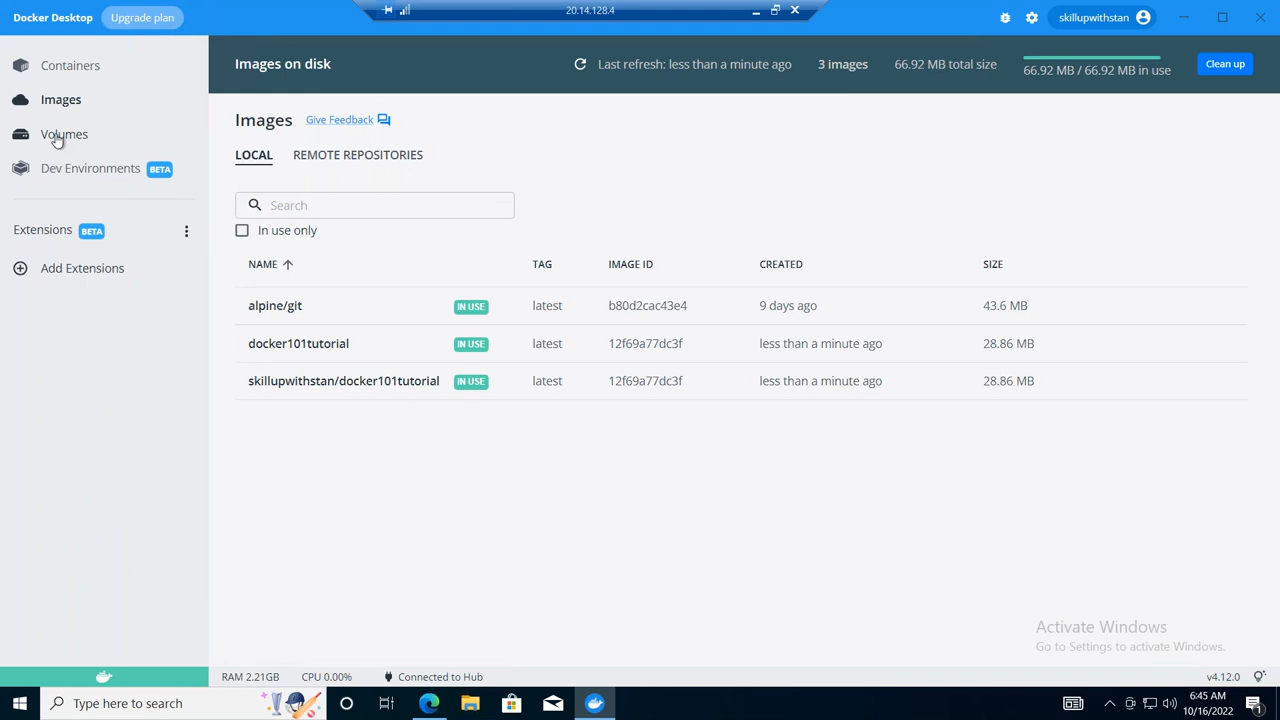 Docker Desktop Upgrade plan 20.14.128.4 skillupwithstan
Containers
Images
Volumes
Dev Environments BETA
Extensions BETA
Add Extensions
Images on disk Last refresh: less than a minute ago 3 images 66.92 MB total size 66.92 MB / 66.92 MB in use Clean up
Images Give Feedback
LOCAL REMOTE REPOSITORIES
Search
In use only
NAME TAG IMAGE ID CREATED SIZE
alpine/git IN USE latest b80d2cac43e4 9 days ago 43.6 MB
docker101tutorial IN USE latest 12f69a77dc3f less than a minute ago 28.86 MB
skillupwithstan/docker101tutorial IN USE latest 12f69a77dc3f less than a minute ago 28.86 MB
Activate Windows
Go to Settings to activate Windows.
RAM 2.21GB CPU 0.00% Connected to Hub v4.12.0
Type here to search
6:45 AM
10/16/2022
1